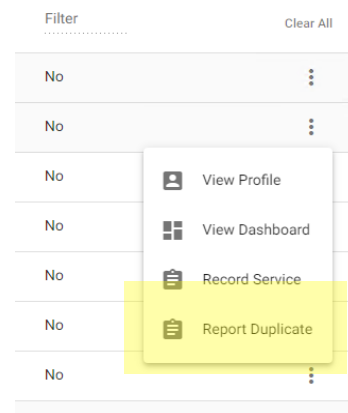 Filter
Clear All
No
No
No
View Profile
No
View Dashboard
No
Record Service
No
Report Duplicate
No